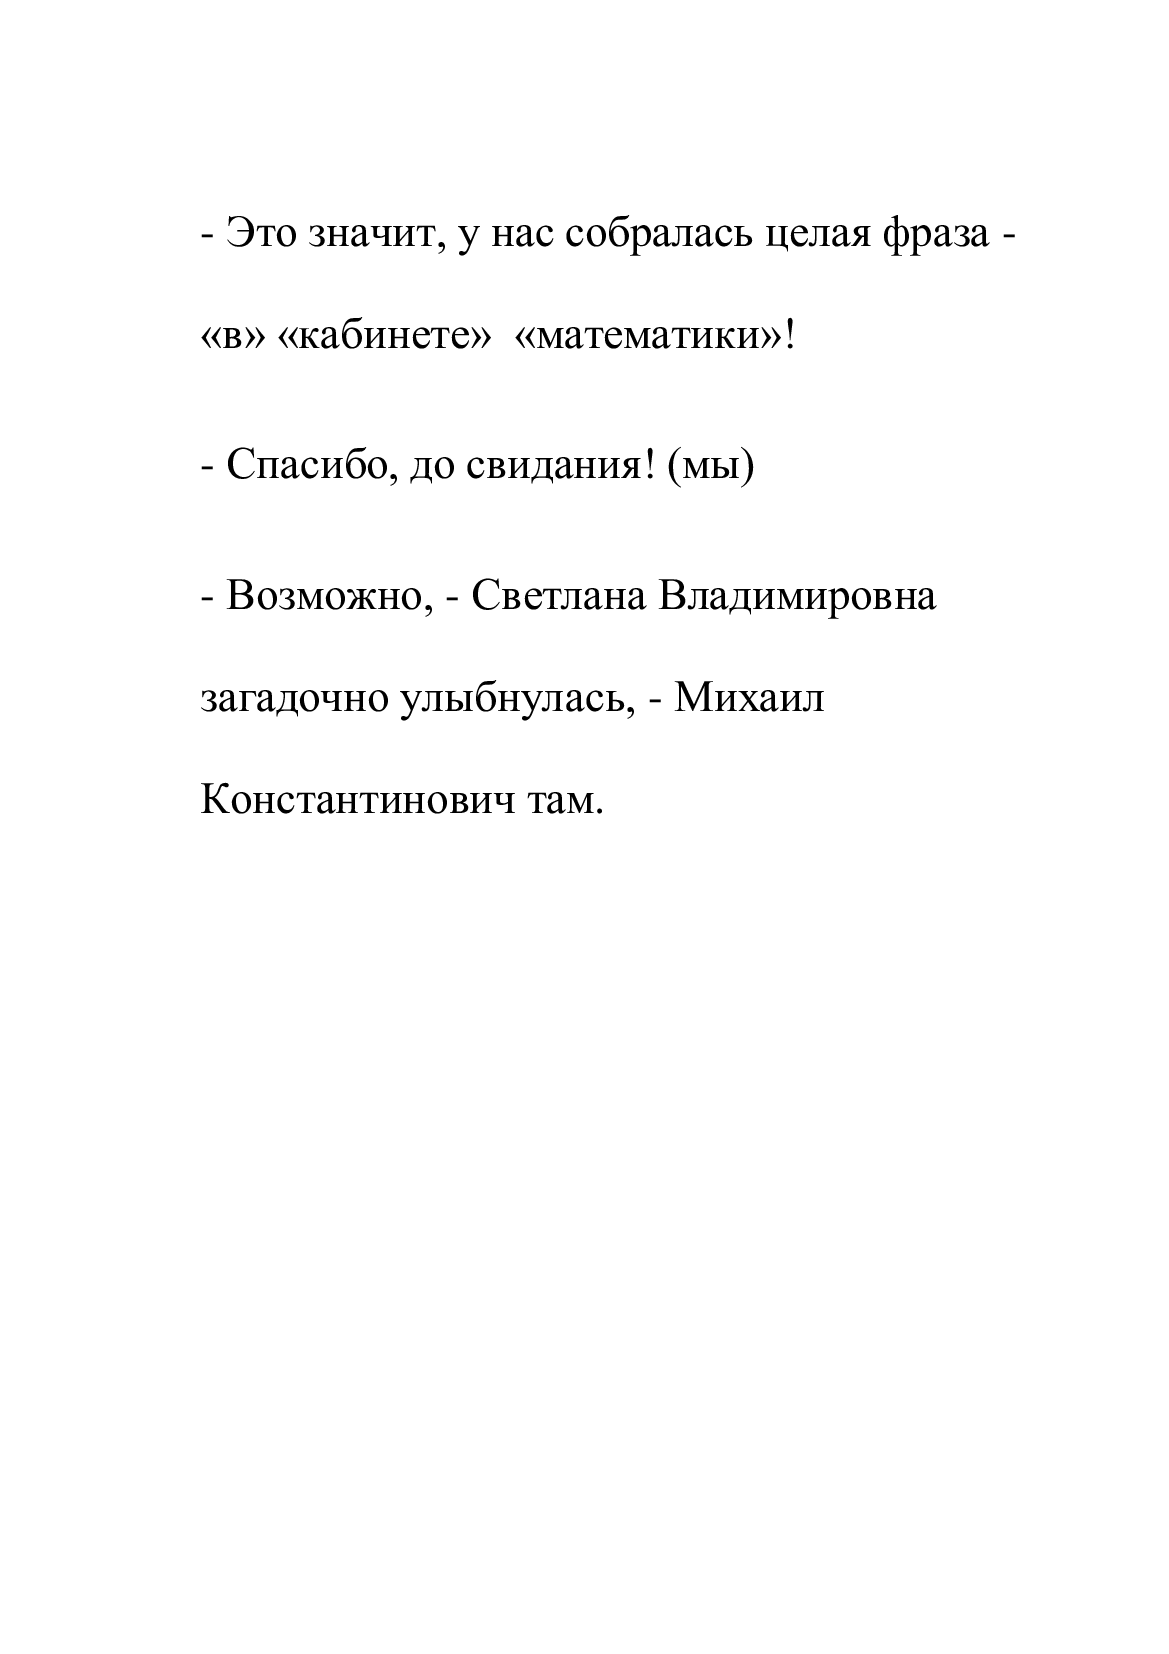 - Это значит, у нас собралась целая фраза -
«в» «кабинете»  «математики»!
- Спасибо, до свидания! (мы)
- Возможно, - Светлана Владимировна
загадочно улыбнулась, - Михаил
Константинович там.